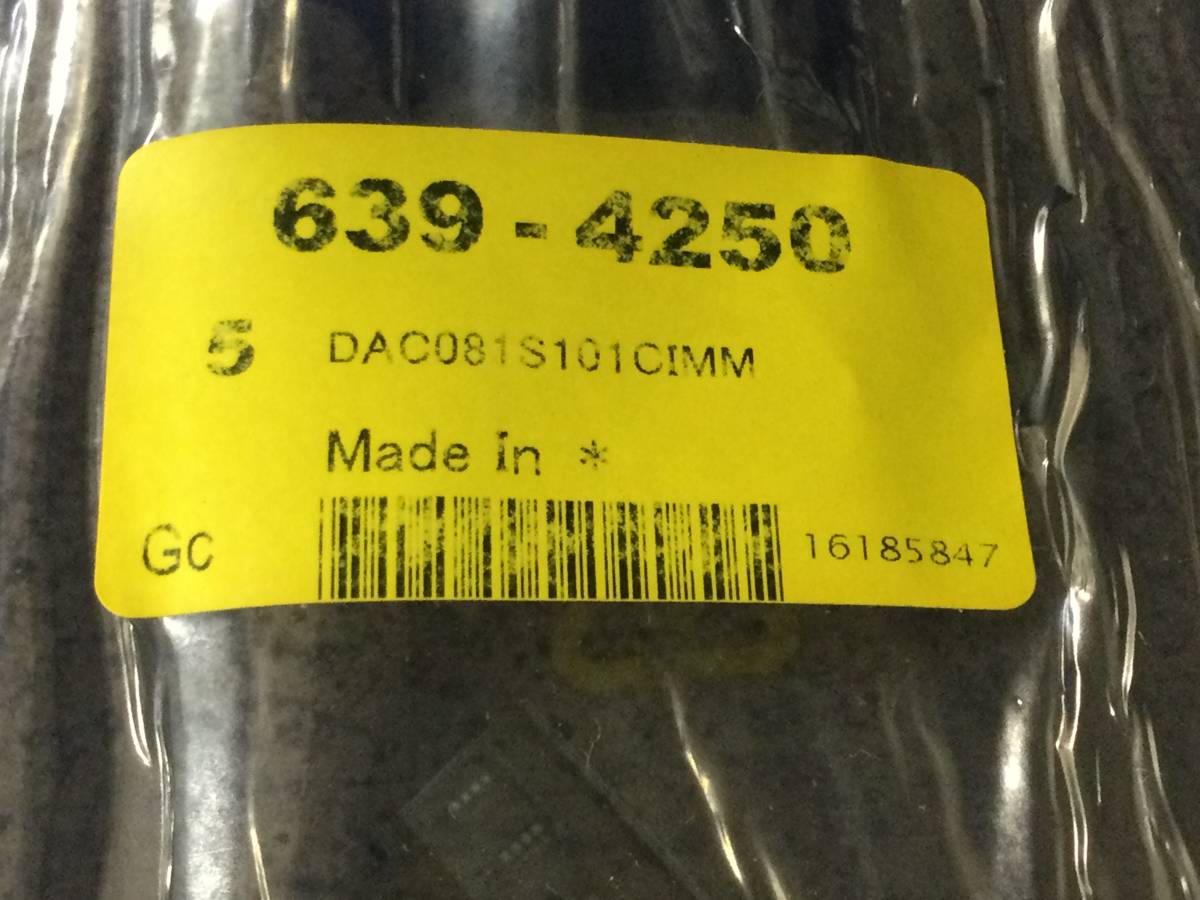 639 - 4250
5 DAC081S101CIMM
Made In *
Gc 16185847